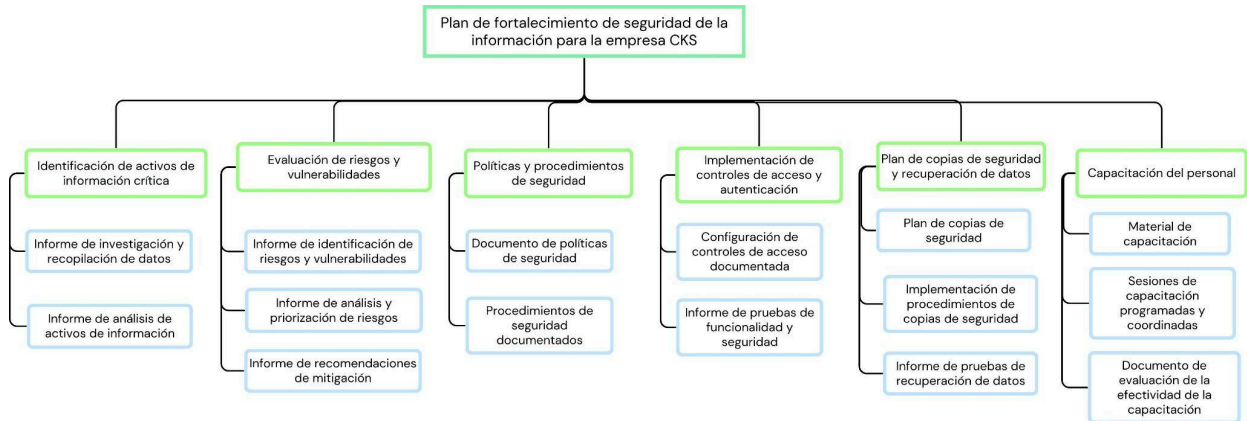 Plan de fortalecimiento de seguridad de la
información para la empresa CKS
Identificación de activos de
información crítica
Informe de investigación y
recopilación de datos
Informe de análisis de
activos de información
Evaluación de riesgos y
vulnerabilidades
Informe de identificación de
riesgos y vulnerabilidades
Informe de análisis y
priorización de riesgos
Informe de recomendaciones
de mitigación
Políticas y procedimientos
de seguridad
Documento de políticas
de seguridad
Procedimientos de
seguridad documentados
Implementación de
controles de acceso y
autenticación
Configuración de
controles de acceso
documentada
Informe de pruebas de
funcionalidad y
seguridad
Plan de copias de seguridad
y recuperación de datos
Plan de copias de
seguridad
Implementación de
procedimientos de
copias de seguridad
Informe de pruebas de
recuperación de datos
Capacitación del personal
Material de
capacitación
Sesiones de
capacitación
programadas y
coordinadas
Documento de
evaluación de la
efectividad de la
capacitación